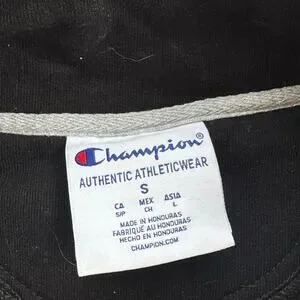 Champion®
AUTHENTIC ATHLETICWEAR
S
CA MEX ASIA
S/P CH L
MADE IN HONDURAS
FABRIQUÉ AU HONDURAS
HECHO EN HONDURAS
CHAMPION.COM